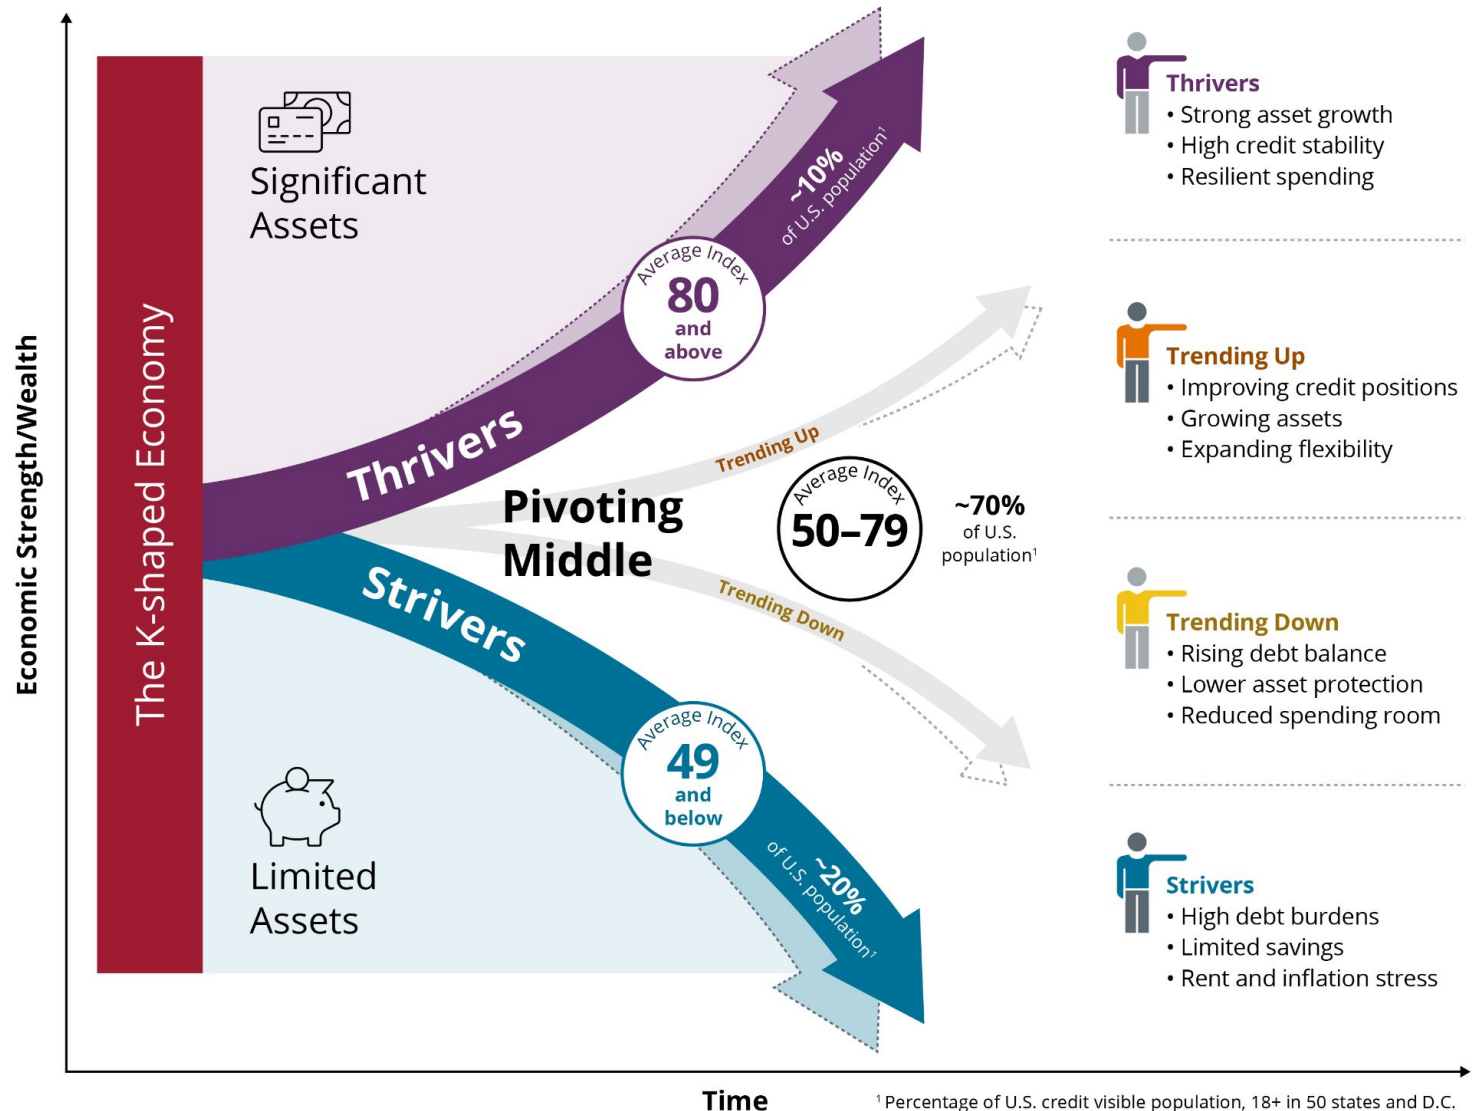 Economic Strength/Wealth
The K-shaped Economy
Significant
Assets
Thrivers
Average Index
80
and
above
~10%
of U.S. population¹
Trending Up
Pivoting
Middle
Average Index
50–79
~70%
of U.S.
population¹
Trending Down
Strivers
Average Index
49
and
below
~20%
of U.S. population¹
Limited
Assets
Thrivers
• Strong asset growth
• High credit stability
• Resilient spending
Trending Up
• Improving credit positions
• Growing assets
• Expanding flexibility
Trending Down
• Rising debt balance
• Lower asset protection
• Reduced spending room
Strivers
• High debt burdens
• Limited savings
• Rent and inflation stress
Time
¹ Percentage of U.S. credit visible population, 18+ in 50 states and D.C.